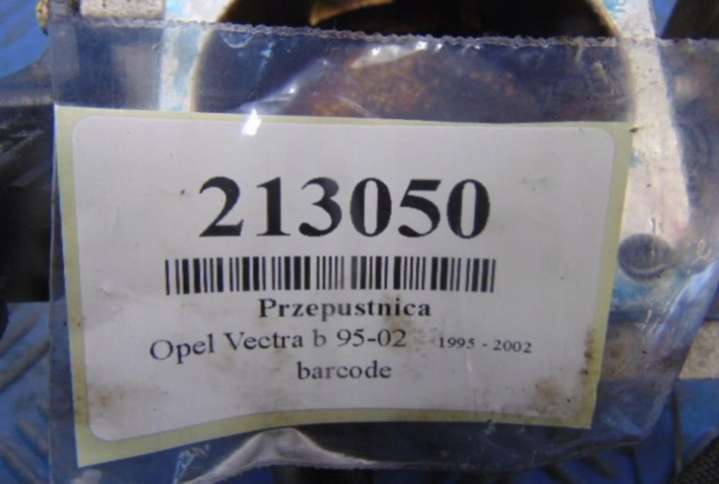 213050
Przepustnica
Opel Vectra b 95-02 1995 - 2002
barcode